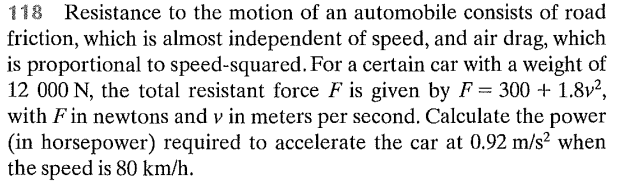 118 Resistance to the motion of an automobile consists of road
friction, which is almost independent of speed, and air drag, which
is proportional to speed-squared. For a certain car with a weight of
12 000 N, the total resistant force F is given by F = 300 + 1.8v²,
with F in newtons and v in meters per second. Calculate the power
(in horsepower) required to accelerate the car at 0.92 m/s² when
the speed is 80 km/h.